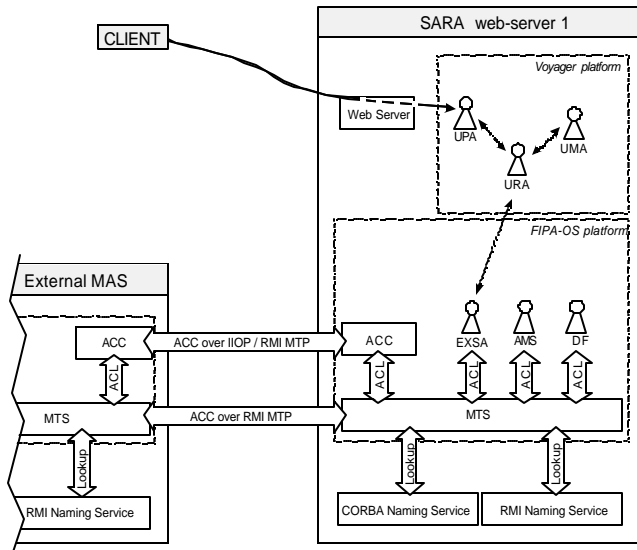 SARA web-server 1
CLIENT
Voyager platform
Web Server
UPA
UMA
URA
FIPA-OS platform
External MAS
ACC
ACC over IIOP / RMI MTP
ACC
EXSA
AMS
DF
ACL
ACL
ACL
ACL
ACL
MTS
ACC over RMI MTP
MTS
Lookup
Lookup
Lookup
RMI Naming Service
CORBA Naming Service
RMI Naming Service